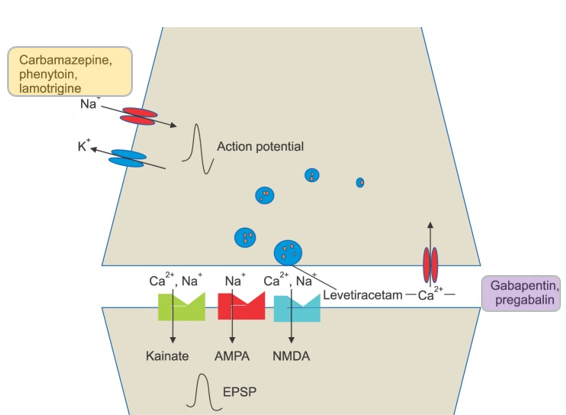 Carbamazepine,
phenytoin,
lamotrigine
Na⁺
K⁺
Action potential
Ca²⁺, Na⁺
Na⁺
Ca²⁺, Na⁺
Levetiracetam
Ca²⁺
Gabapentin,
pregabalin
Kainate
AMPA
NMDA
EPSP